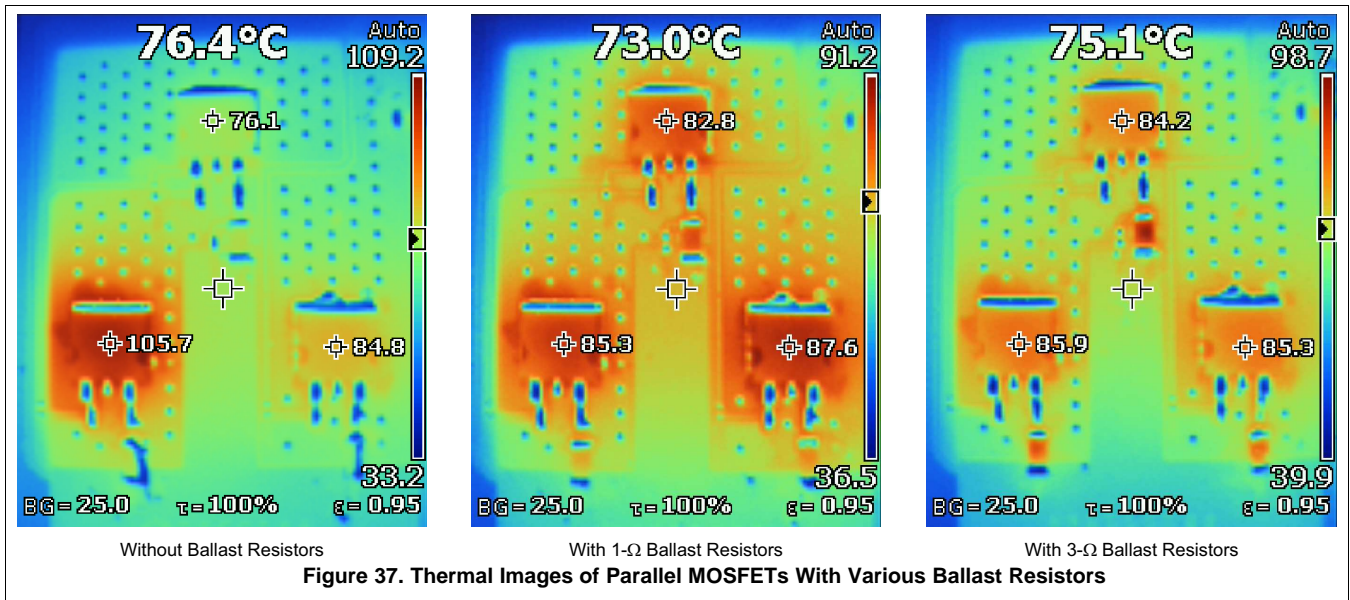 76.4°C
Auto
109.2
76.1
105.7
84.8
33.2
BG= 25.0 τ= 100% ε= 0.95
73.0°C
Auto
91.2
82.8
85.3
87.6
36.5
BG= 25.0 τ= 100% ε= 0.95
75.1°C
Auto
98.7
84.2
85.9
85.3
39.9
BG= 25.0 τ= 100% ε= 0.95
Without Ballast Resistors
With 1-Ω Ballast Resistors
With 3-Ω Ballast Resistors
Figure 37. Thermal Images of Parallel MOSFETs With Various Ballast Resistors